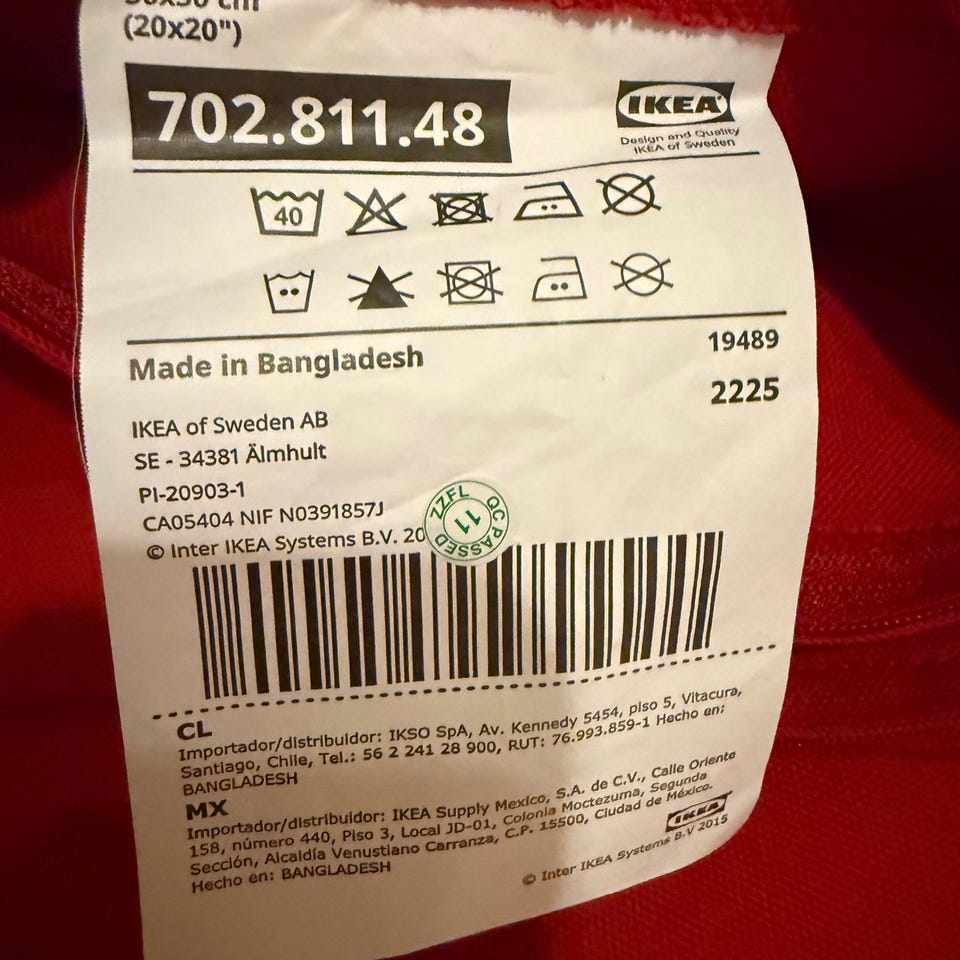 50x50 cm
(20x20")
702.811.48
IKEA
Design and Quality
IKEA of Sweden
40
Made in Bangladesh
19489
2225
IKEA of Sweden AB
SE - 34381 Älmhult
PI-20903-1
CA05404 NIF N0391857J
© Inter IKEA Systems B.V. 20
ZZFL
11
QC PASSED
CL
Importador/distribuidor: IKSO SpA, Av. Kennedy 5454, piso 5, Vitacura,
Santiago, Chile, Tel.: 56 2 241 28 900, RUT: 76.993.859-1 Hecho en:
BANGLADESH
MX
Importador/distribuidor: IKEA Supply Mexico, S.A. de C.V., Calle Oriente
158, número 440, Piso 3, Local JD-01, Colonia Moctezuma, Segunda
Sección, Alcaldía Venustiano Carranza, C.P. 15500, Ciudad de México.
Hecho en: BANGLADESH
IKEA
© Inter IKEA Systems B.V 2015